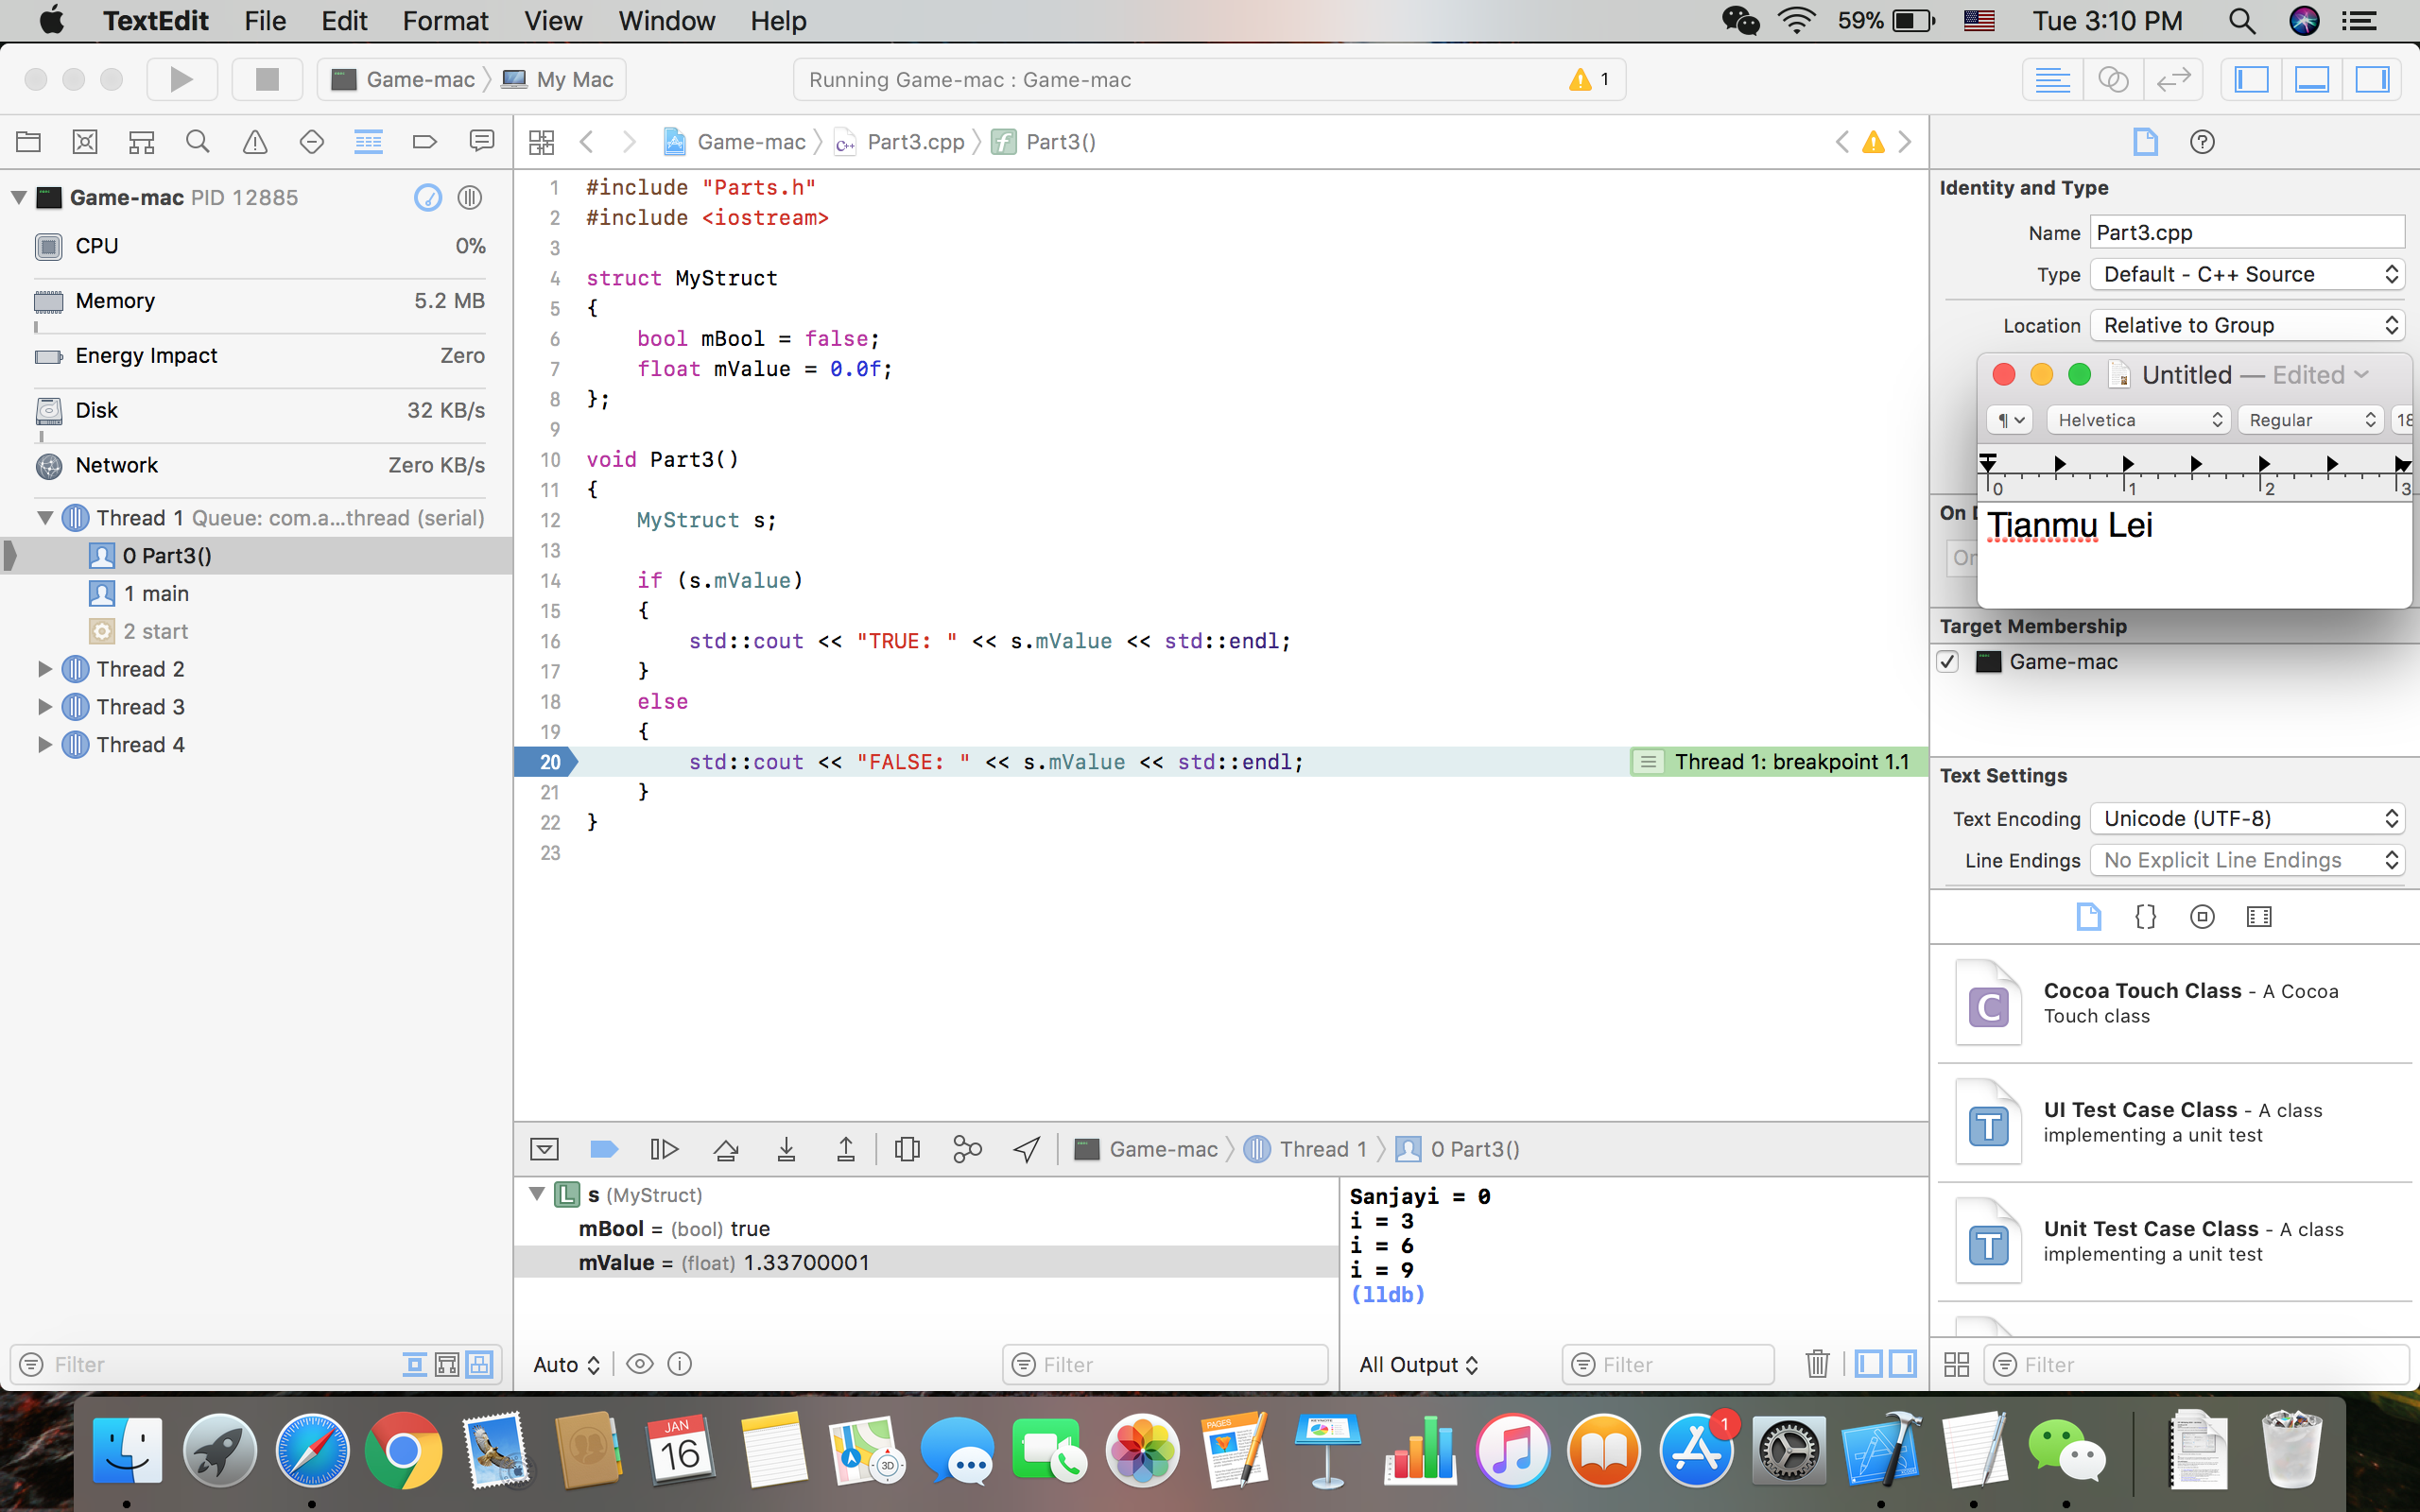 TextEdit File Edit Format View Window Help 59% Tue 3:10 PM
Game-mac My Mac Running Game-mac : Game-mac 1
Game-mac Part3.cpp Part3()
Game-mac PID 12885
CPU 0%
Memory 5.2 MB
Energy Impact Zero
Disk 32 KB/s
Network Zero KB/s
Thread 1 Queue: com.a...thread (serial)
0 Part3()
1 main
2 start
Thread 2
Thread 3
Thread 4
Filter
1 #include "Parts.h"
2 #include <iostream>
3
4 struct MyStruct
5 {
6 bool mBool = false;
7 float mValue = 0.0f;
8 };
9
10 void Part3()
11 {
12 MyStruct s;
13
14 if (s.mValue)
15 {
16 std::cout << "TRUE: " << s.mValue << std::endl;
17 }
18 else
19 {
20 std::cout << "FALSE: " << s.mValue << std::endl; Thread 1: breakpoint 1.1
21 }
22 }
23
Game-mac Thread 1 0 Part3()
L s (MyStruct)
mBool = (bool) true
mValue = (float) 1.33700001
Auto Filter
Sanjayi = 0
i = 3
i = 6
i = 9
(lldb)
All Output Filter
Identity and Type
Name Part3.cpp
Type Default - C++ Source
Location Relative to Group
Untitled — Edited
¶ Helvetica Regular 18
0 1 2 3
Tianmu Lei
On
Target Membership
Game-mac
Text Settings
Text Encoding Unicode (UTF-8)
Line Endings No Explicit Line Endings
{}
C Cocoa Touch Class - A Cocoa
Touch class
T UI Test Case Class - A class
implementing a unit test
T Unit Test Case Class - A class
implementing a unit test
Filter
JAN
16
3D
PAGES
KEYNOTE
1